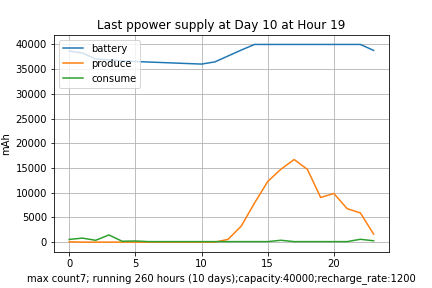 Last ppower supply at Day 10 at Hour 19
40000
35000
30000
25000
20000
15000
10000
5000
0
mAh
battery
produce
consume
0 5 10 15 20
max count7; running 260 hours (10 days);capacity:40000;recharge_rate:1200